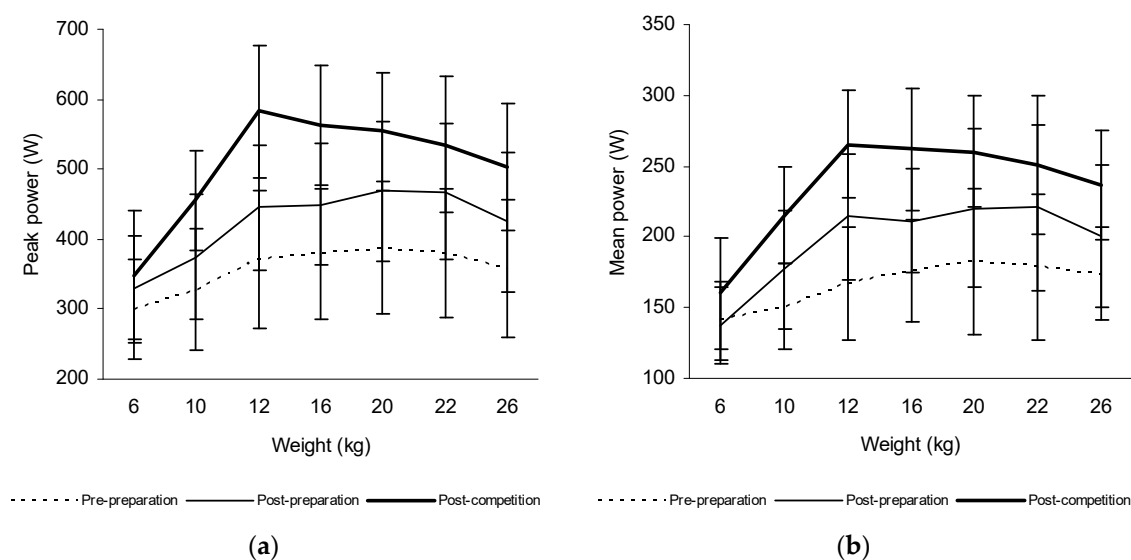 700
600
500
400
300
200
Peak power (W)
6 10 12 16 20 22 26
Weight (kg)
Pre-preparation Post-preparation Post-competition
(a)
350
300
250
200
150
100
Mean power (W)
6 10 12 16 20 22 26
Weight (kg)
Pre-preparation Post-preparation Post-competition
(b)